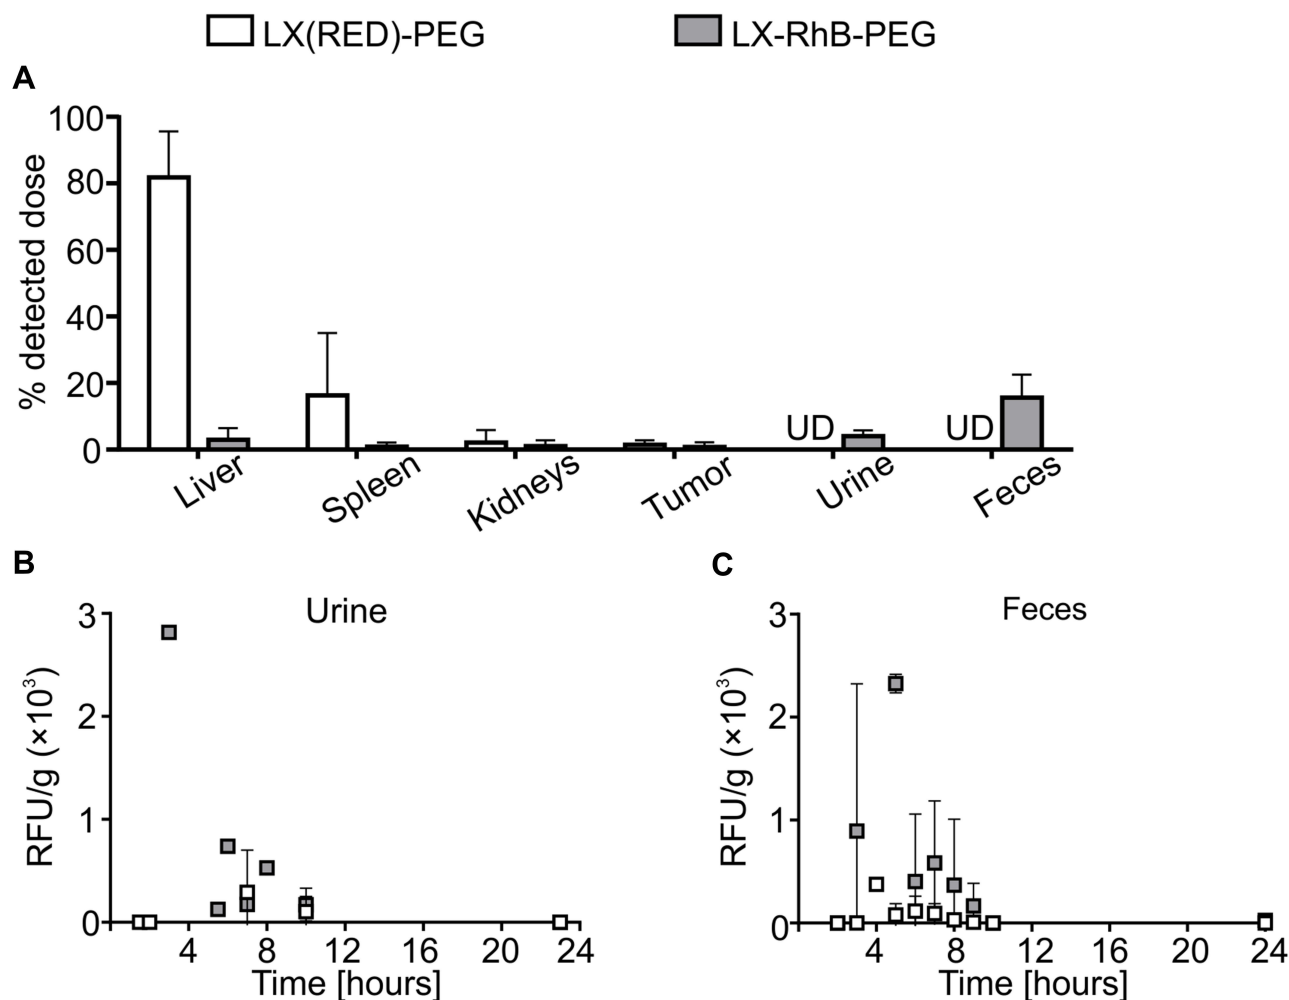 LX(RED)-PEG LX-RhB-PEG
A
% detected dose
100
80
60
40
20
0
UD UD
Liver Spleen Kidneys Tumor Urine Feces
B
Urine
RFU/g (×10³)
3
2
1
0
4 8 12 16 20 24
Time [hours]
C
Feces
RFU/g (×10³)
3
2
1
0
4 8 12 16 20 24
Time [hours]